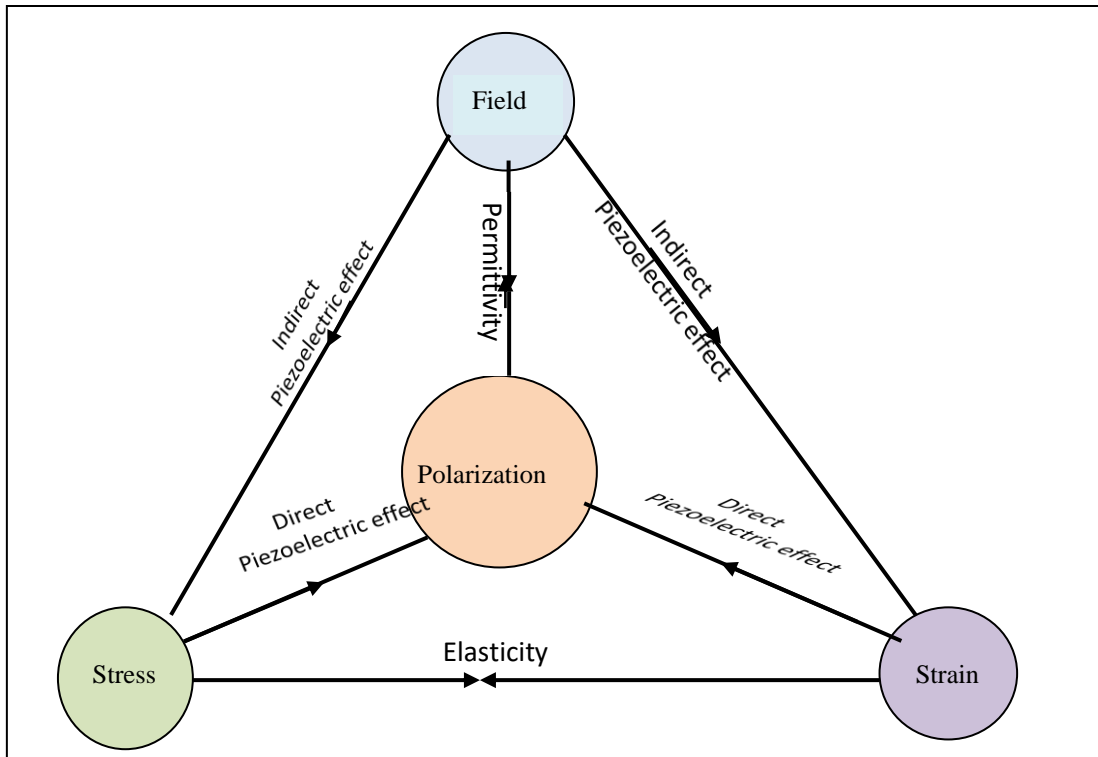 Field
Permittivity
Indirect
Piezoelectric effect
Indirect
Piezoelectric effect
Polarization
Direct
Piezoelectric effect
Direct
Piezoelectric effect
Elasticity
Stress
Strain